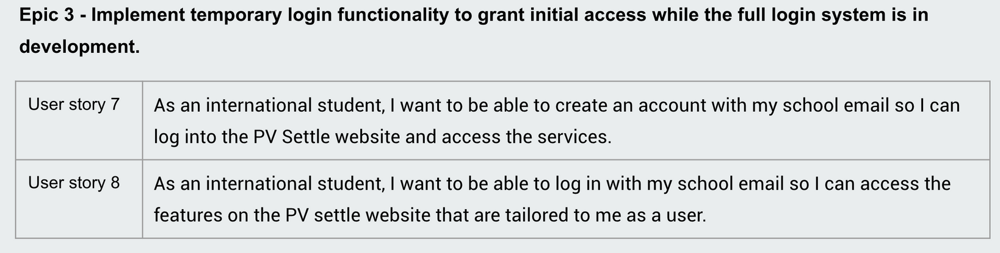 Epic 3 - Implement temporary login functionality to grant initial access while the full login system is in
development.
User story 7
As an international student, I want to be able to create an account with my school email so I can
log into the PV Settle website and access the services.
User story 8
As an international student, I want to be able to log in with my school email so I can access the
features on the PV settle website that are tailored to me as a user.